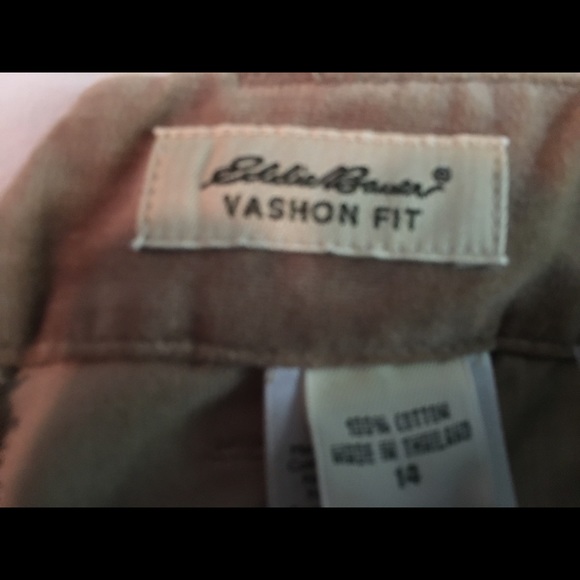 Eddie Bauer®
VASHON FIT
100% COTTON
MADE IN THAILAND
14